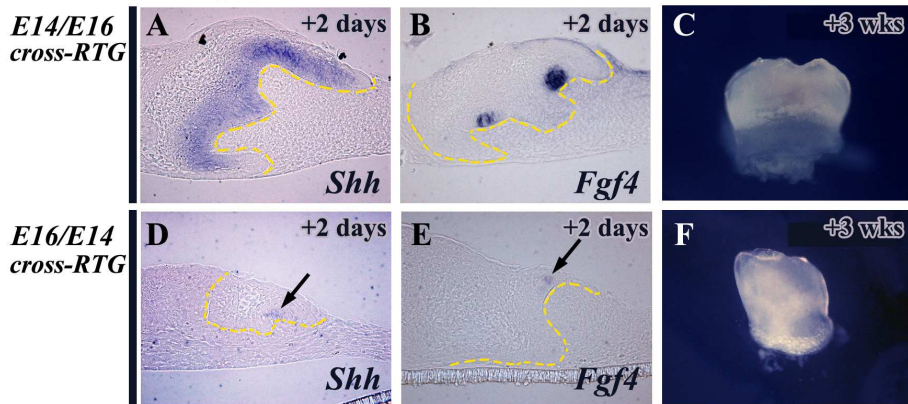 E14/E16
cross-RTG
A
+2 days
Shh
B
+2 days
Fgf4
C
+3 wks
E16/E14
cross-RTG
D
+2 days
Shh
E
+2 days
Fgf4
F
+3 wks